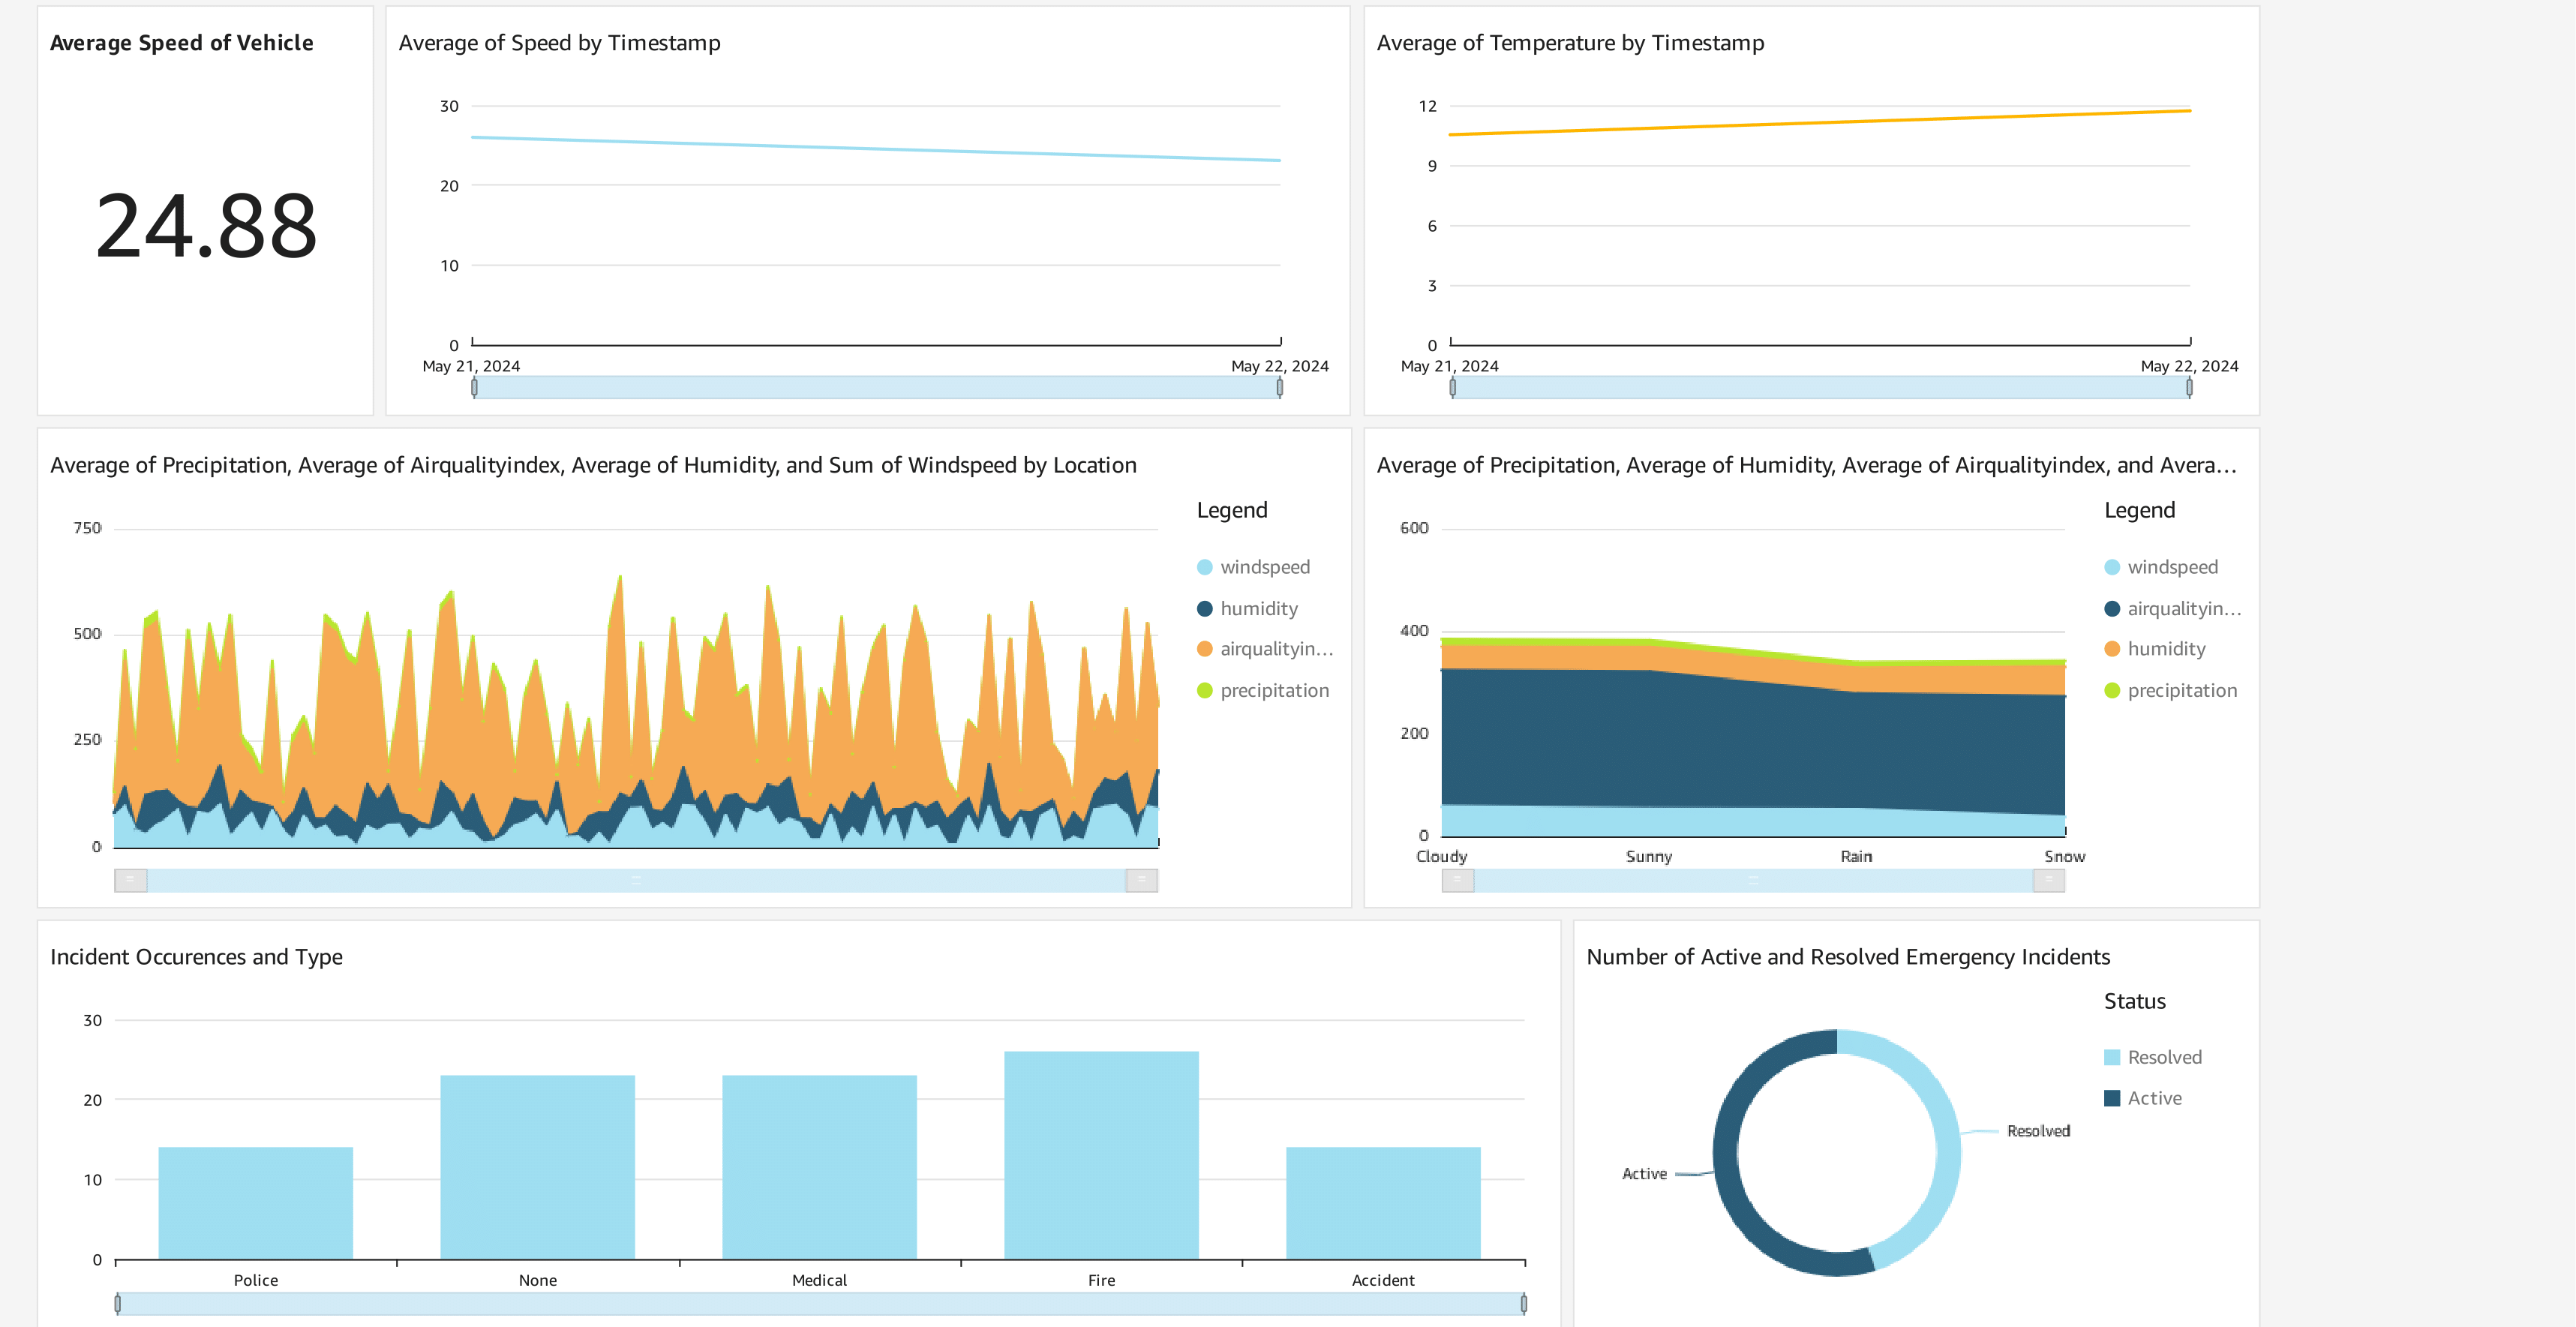 Average Speed of Vehicle
24.88
Average of Speed by Timestamp
30
20
10
0
May 21, 2024
May 22, 2024
Average of Temperature by Timestamp
12
9
6
3
0
May 21, 2024
May 22, 2024
Average of Precipitation, Average of Airqualityindex, Average of Humidity, and Sum of Windspeed by Location
750
500
250
0
Legend
windspeed
humidity
airqualityin...
precipitation
Average of Precipitation, Average of Humidity, Average of Airqualityindex, and Avera...
600
400
200
0
Cloudy
Sunny
Rain
Snow
Legend
windspeed
airqualityin...
humidity
precipitation
Incident Occurences and Type
30
20
10
0
Police
None
Medical
Fire
Accident
Number of Active and Resolved Emergency Incidents
Status
Resolved
Active
Resolved
Active